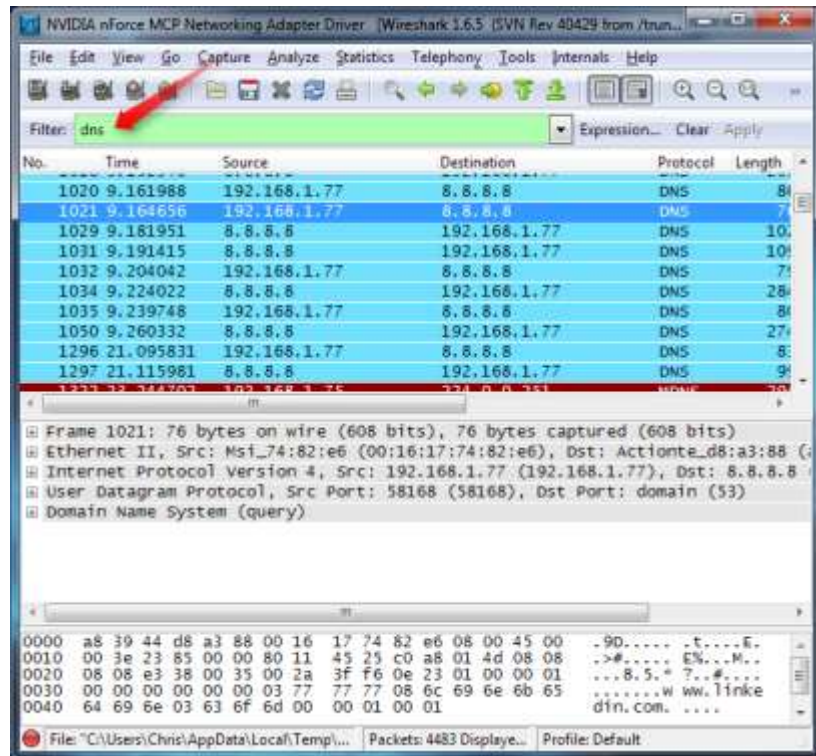 NVIDIA nForce MCP Networking Adapter Driver [Wireshark 1.6.5 (SVN Rev 40429 from /trun...
File Edit View Go Capture Analyze Statistics Telephony Tools Internals Help
Filter: dns Expression... Clear Apply
No. Time Source Destination Protocol Length
1020 9.161988 192.168.1.77 8.8.8.8 DNS
1021 9.164656 192.168.1.77 8.8.8.8 DNS
1029 9.181951 8.8.8.8 192.168.1.77 DNS
1031 9.191415 8.8.8.8 192.168.1.77 DNS
1032 9.204042 192.168.1.77 8.8.8.8 DNS
1034 9.224022 8.8.8.8 192.168.1.77 DNS
1035 9.239748 8.8.8.8 8.8.8.8 DNS
1050 9.260332 8.8.8.8 192.168.1.77 DNS
1296 21.095831 192.168.1.77 8.8.8.8 DNS
1297 21.115981 8.8.8.8 192.168.1.77 DNS
Frame 1021: 76 bytes on wire (608 bits), 76 bytes captured (608 bits)
Ethernet II, Src: Msi_74:82:e6 (00:16:17:74:82:e6), Dst: Actionte_d8:a3:88 (a
Internet Protocol Version 4, Src: 192.168.1.77 (192.168.1.77), Dst: 8.8.8.8
User Datagram Protocol, Src Port: 58168 (58168), Dst Port: domain (53)
Domain Name System (query)
0000 a8 39 44 d8 a3 88 00 16 17 74 82 e6 08 00 45 00 .9D..... .t....E.
0010 00 3e 23 85 00 00 80 11 45 25 c0 a8 01 4d 08 08 .>#..... E%...M..
0020 08 08 e3 38 00 35 00 2a 3f f6 0e 23 01 00 00 01 ...8.5.* ?..#....
0030 00 00 00 00 00 00 03 77 77 77 08 6c 69 6e 6b 65 .......w ww.linke
0040 64 69 6e 03 63 6f 6d 00 00 01 00 01 din.com. ....
File: "C:\Users\Chris\AppData\Local\Temp\... Packets: 4483 Displaye... Profile: Default